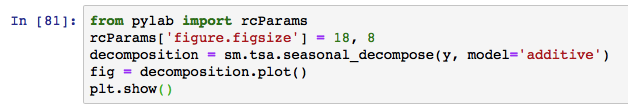 In [81]: from pylab import rcParams
rcParams['figure.figsize'] = 18, 8
decomposition = sm.tsa.seasonal_decompose(y, model='additive')
fig = decomposition.plot()
plt.show()